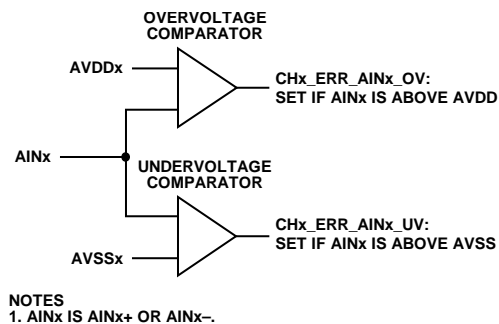 OVERVOLTAGE
COMPARATOR
AVDDx
CHx_ERR_AINx_OV:
SET IF AINx IS ABOVE AVDD
AINx
UNDERVOLTAGE
COMPARATOR
CHx_ERR_AINx_UV:
SET IF AINx IS ABOVE AVSS
AVSSx
NOTES
1. AINx IS AINx+ OR AINx–.